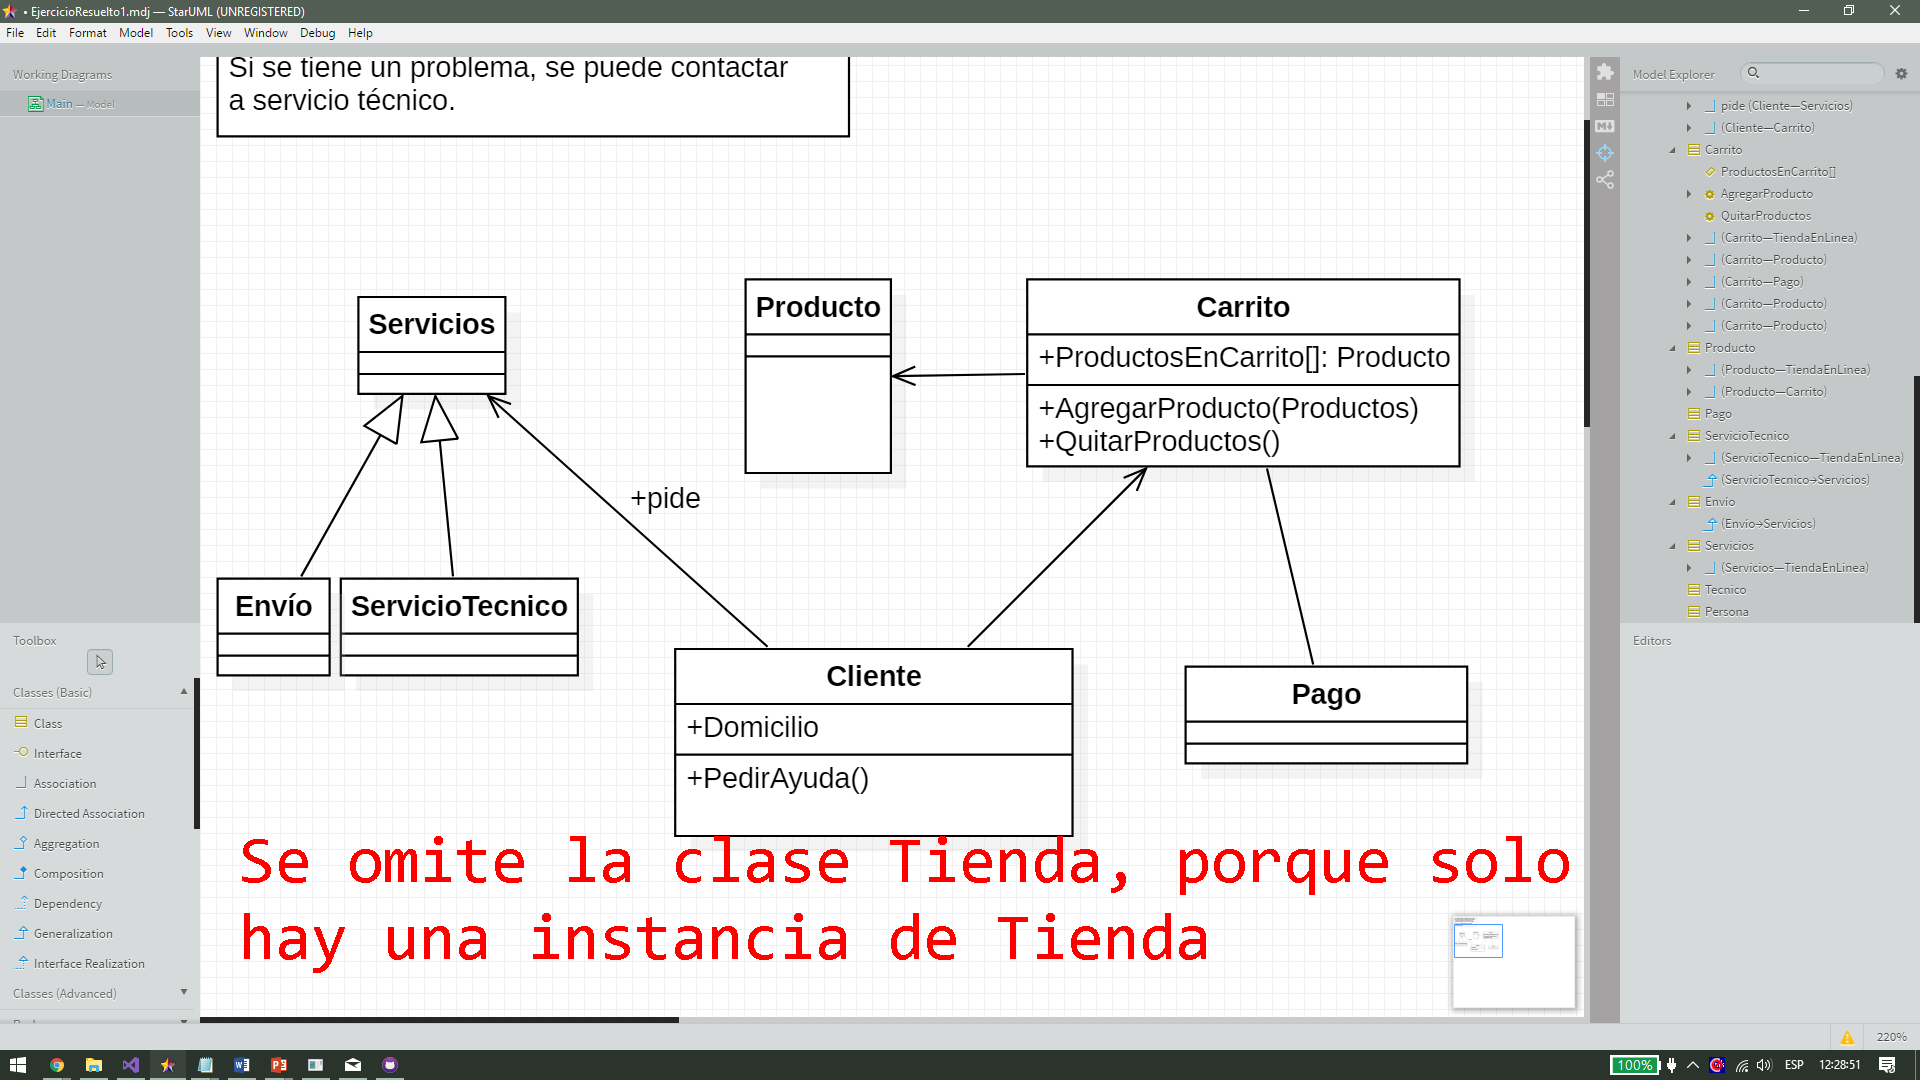 • EjercicioResuelto1.mdj — StarUML (UNREGISTERED)
File Edit Format Model Tools View Window Debug Help
Working Diagrams
Main — Model
Si se tiene un problema, se puede contactar
a servicio técnico.
Servicios
Producto
Carrito
+ProductosEnCarrito[]: Producto
+AgregarProducto(Productos)
+QuitarProductos()
+pide
Envío
ServicioTecnico
Cliente
+Domicilio
+PedirAyuda()
Pago
Se omite la clase Tienda, porque solo
hay una instancia de Tienda
Toolbox
Classes (Basic)
Class
Interface
Association
Directed Association
Aggregation
Composition
Dependency
Generalization
Interface Realization
Classes (Advanced)
Model Explorer
pide (Cliente—Servicios)
(Cliente—Carrito)
Carrito
ProductosEnCarrito[]
AgregarProducto
QuitarProductos
(Carrito—TiendaEnLinea)
(Carrito—Producto)
(Carrito—Pago)
(Carrito—Producto)
(Carrito—Producto)
Producto
(Producto—TiendaEnLinea)
(Producto—Carrito)
Pago
ServicioTecnico
(ServicioTecnico—TiendaEnLinea)
(ServicioTecnico→Servicios)
Envío
(Envío→Servicios)
Servicios
(Servicios—TiendaEnLinea)
Tecnico
Persona
Editors
220%
100%
ESP
12:28:51